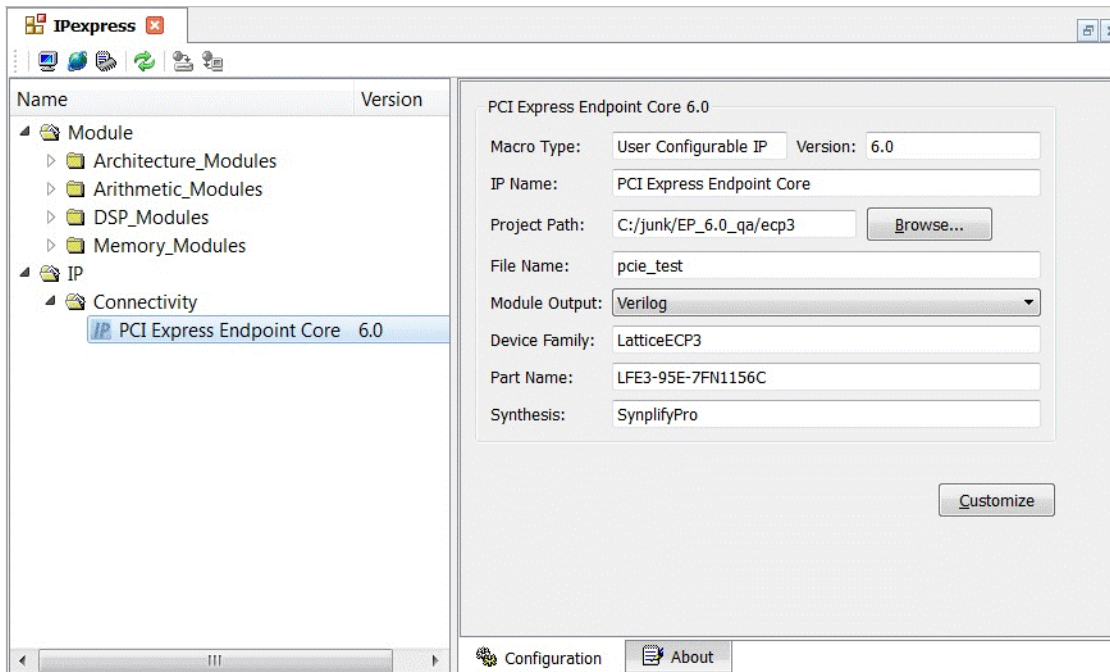 IPexpress
Name Version
Module
Architecture_Modules
Arithmetic_Modules
DSP_Modules
Memory_Modules
IP
Connectivity
IP PCI Express Endpoint Core 6.0
PCI Express Endpoint Core 6.0
Macro Type: User Configurable IP Version: 6.0
IP Name: PCI Express Endpoint Core
Project Path: C:/junk/EP_6.0_qa/ecp3 Browse...
File Name: pcie_test
Module Output: Verilog
Device Family: LatticeECP3
Part Name: LFE3-95E-7FN1156C
Synthesis: SynplifyPro
Customize
Configuration About